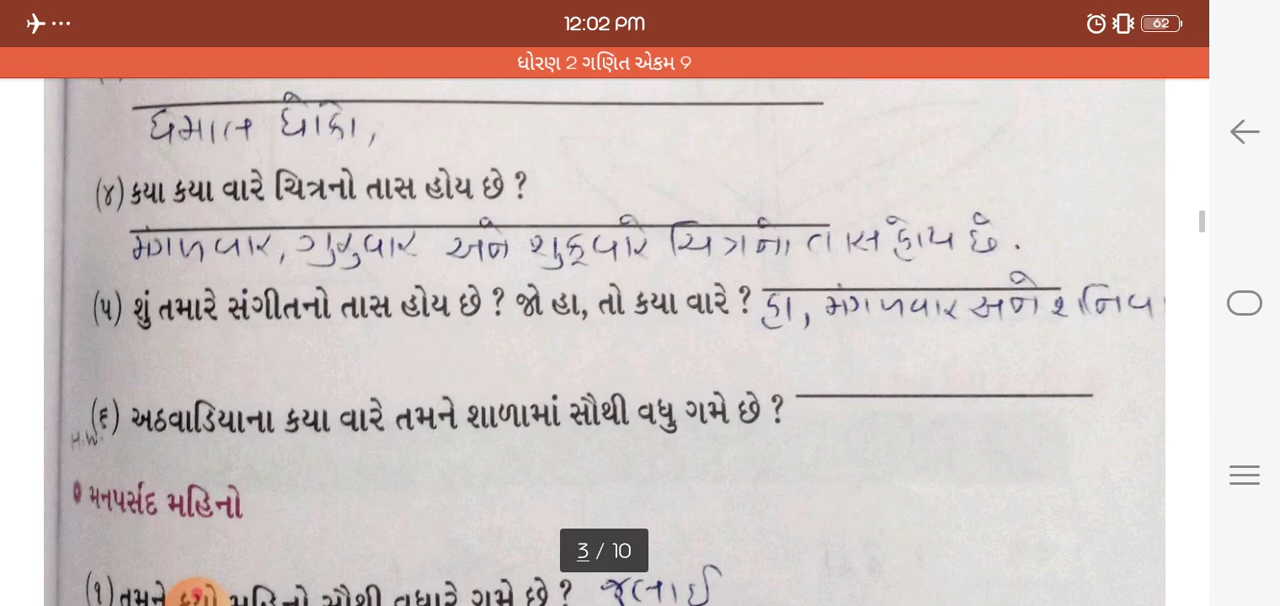 12:02 PM
62
ધોરણ 2 ગણિત એકમ 9
ધમાલ ધોકા,
(૪) કયા કયા વારે ચિત્રનો તાસ હોય છે ?
મંગળવાર, ગુરુવાર અને શુક્રવારે ચિત્રનો તાસ હોય છે.
(૫) શું તમારે સંગીતનો તાસ હોય છે ? જો હા, તો કયા વારે ? હા, મંગળવાર અને શનિવ
(૬) અઠવાડિયાના કયા વારે તમને શાળામાં સૌથી વધુ ગમે છે ?
H.W.
મનપસંદ મહિનો
3 / 10
(૧) તમને કયો મહિનો સૌથી વધારે ગમે છે ? જુલાઈ